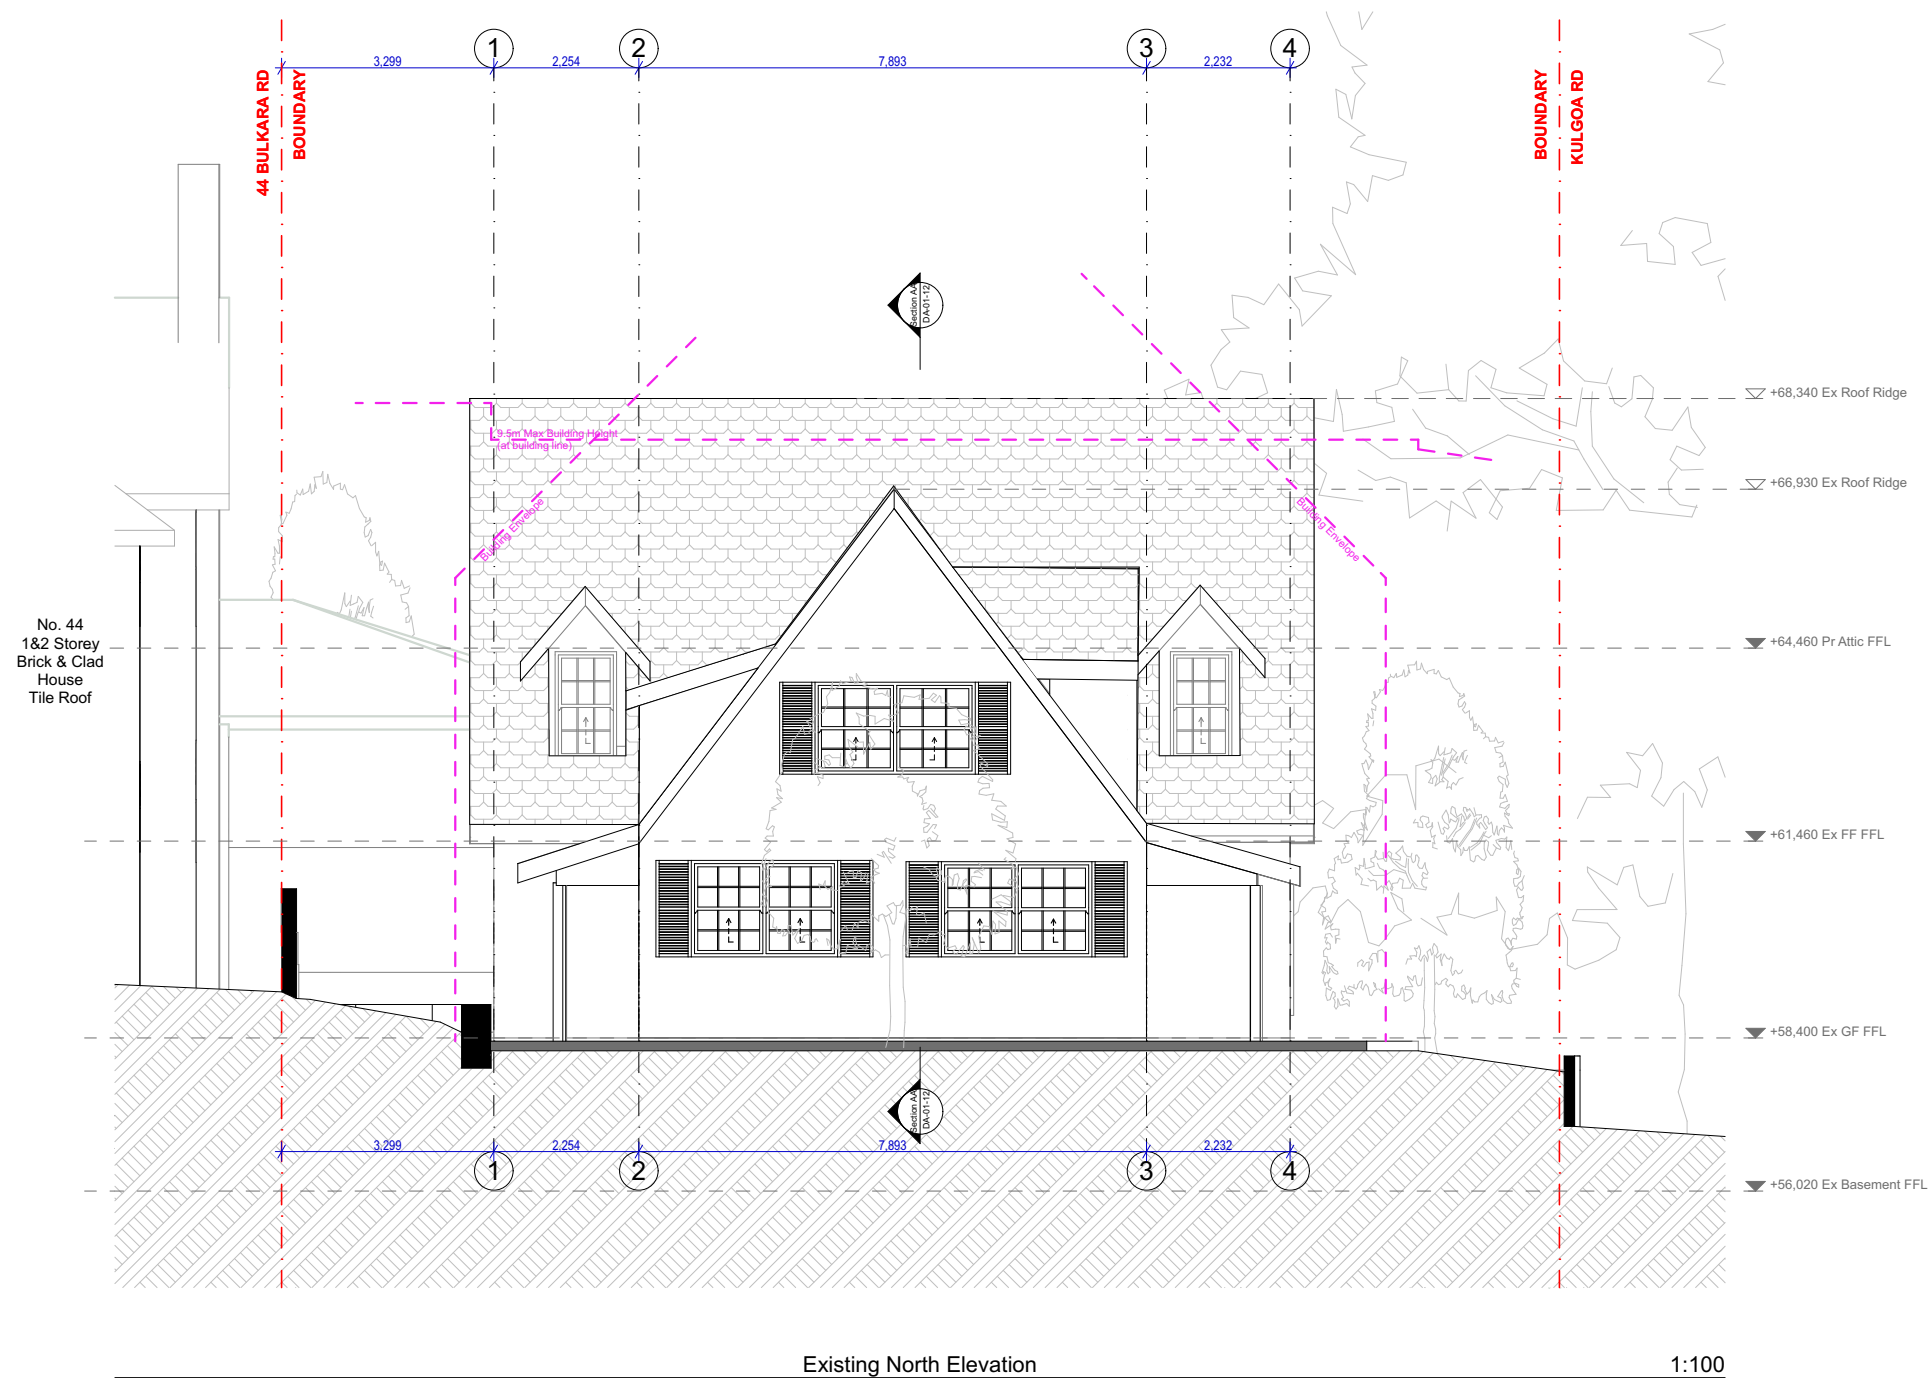 1
2
3
4
3,299
2,254
7,893
2,232
44 BULKARA RD
BOUNDARY
BOUNDARY
KULGOA RD
Section AA
DA-01-12
+68,340 Ex Roof Ridge
9.5m Max Building Height
(at building line)
+66,930 Ex Roof Ridge
Building Envelope
Building Envelope
No. 44
1&2 Storey
Brick & Clad
House
Tile Roof
+64,460 Pr Attic FFL
+61,460 Ex FF FFL
+58,400 Ex GF FFL
Section AA
DA-01-12
3,299
2,254
7,893
2,232
1
2
3
4
+56,020 Ex Basement FFL
Existing North Elevation
1:100